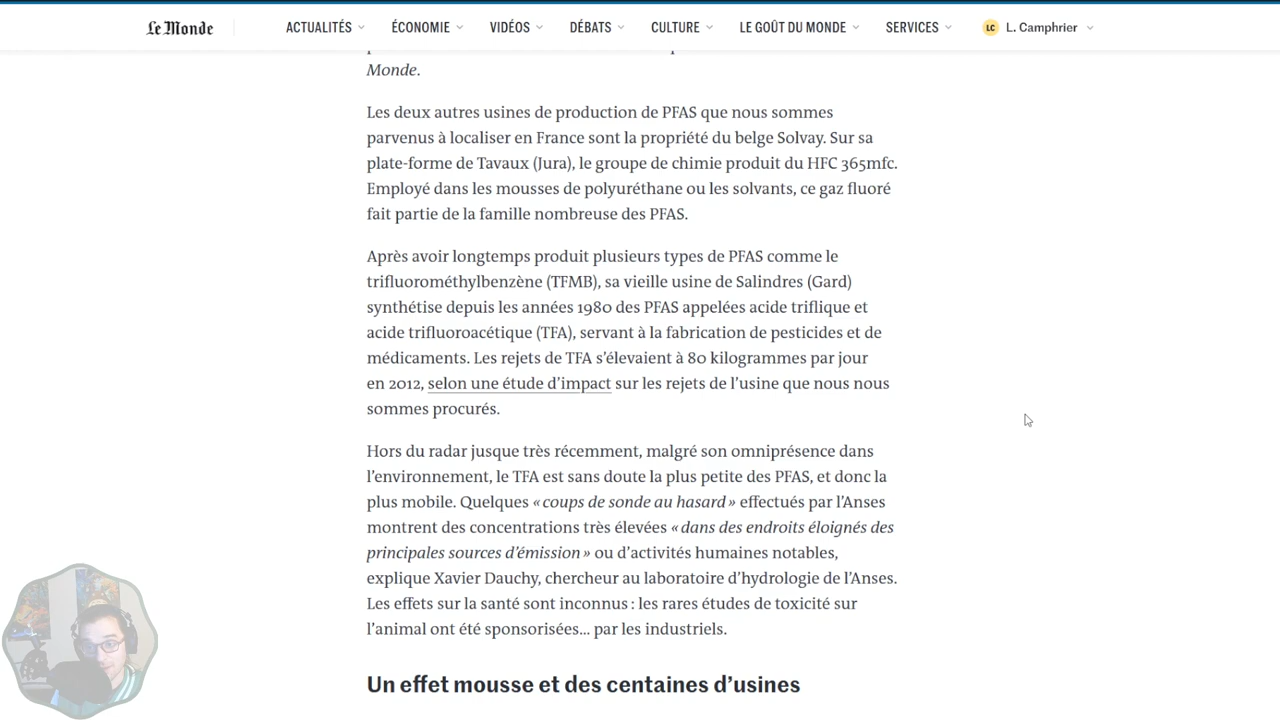 Le Monde
ACTUALITÉS
ÉCONOMIE
VIDÉOS
DÉBATS
CULTURE
LE GOÛT DU MONDE
SERVICES
LC
L. Camphrier
Monde.
Les deux autres usines de production de PFAS que nous sommes
parvenus à localiser en France sont la propriété du belge Solvay. Sur sa
plate-forme de Tavaux (Jura), le groupe de chimie produit du HFC 365mfc.
Employé dans les mousses de polyuréthane ou les solvants, ce gaz fluoré
fait partie de la famille nombreuse des PFAS.
Après avoir longtemps produit plusieurs types de PFAS comme le
trifluorométhylbenzène (TFMB), sa vieille usine de Salindres (Gard)
synthétise depuis les années 1980 des PFAS appelées acide triflique et
acide trifluoroacétique (TFA), servant à la fabrication de pesticides et de
médicaments. Les rejets de TFA s’élevaient à 80 kilogrammes par jour
en 2012, selon une étude d’impact sur les rejets de l’usine que nous nous
sommes procurés.
Hors du radar jusque très récemment, malgré son omniprésence dans
l’environnement, le TFA est sans doute la plus petite des PFAS, et donc la
plus mobile. Quelques « coups de sonde au hasard » effectués par l’Anses
montrent des concentrations très élevées « dans des endroits éloignés des
principales sources d’émission » ou d’activités humaines notables,
explique Xavier Dauchy, chercheur au laboratoire d’hydrologie de l’Anses.
Les effets sur la santé sont inconnus : les rares études de toxicité sur
l’animal ont été sponsorisées… par les industriels.
Un effet mousse et des centaines d’usines